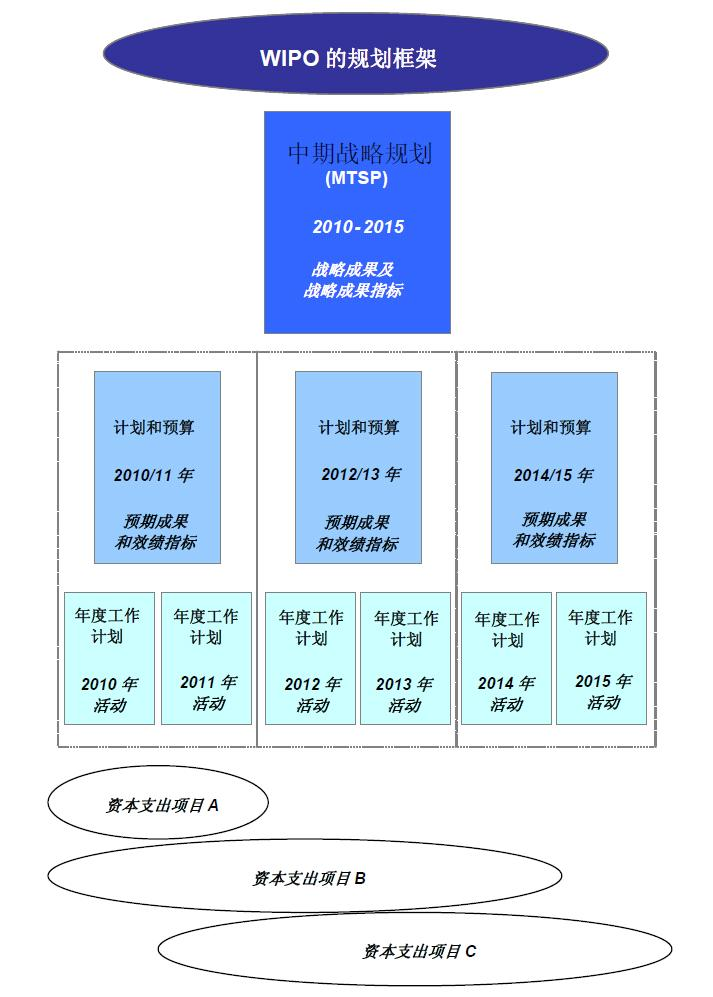 WIPO 的规划框架
中期战略规划
(MTSP)
2010-2015
战略成果及
战略成果指标
计划和预算
2010/11 年
预期成果
和效绩指标
计划和预算
2012/13 年
预期成果
和效绩指标
计划和预算
2014/15 年
预期成果
和效绩指标
年度工作
计划
2010 年
活动
年度工作
计划
2011 年
活动
年度工作
计划
2012 年
活动
年度工作
计划
2013 年
活动
年度工作
计划
2014 年
活动
年度工作
计划
2015 年
活动
资本支出项目 A
资本支出项目 B
资本支出项目 C